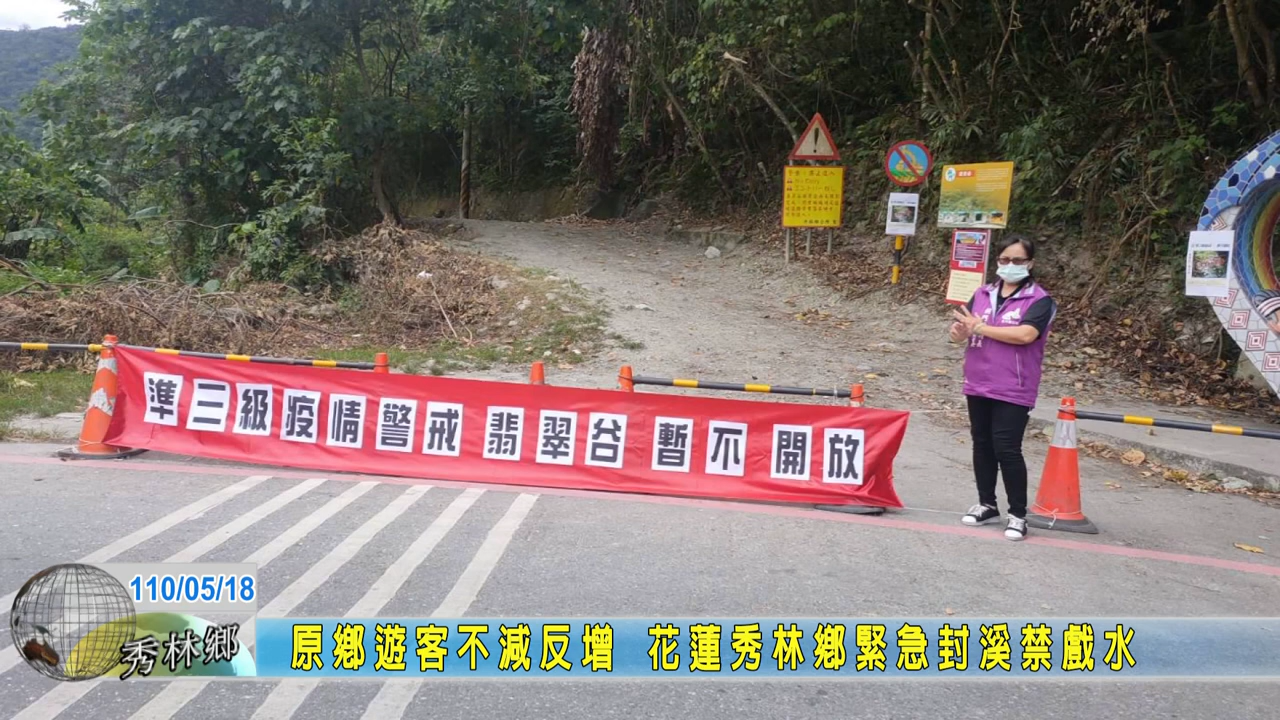 準三級疫情警戒 翡翠谷 暫不開放
110/05/18
秀林鄉
原鄉遊客不減反增 花蓮秀林鄉緊急封溪禁戲水